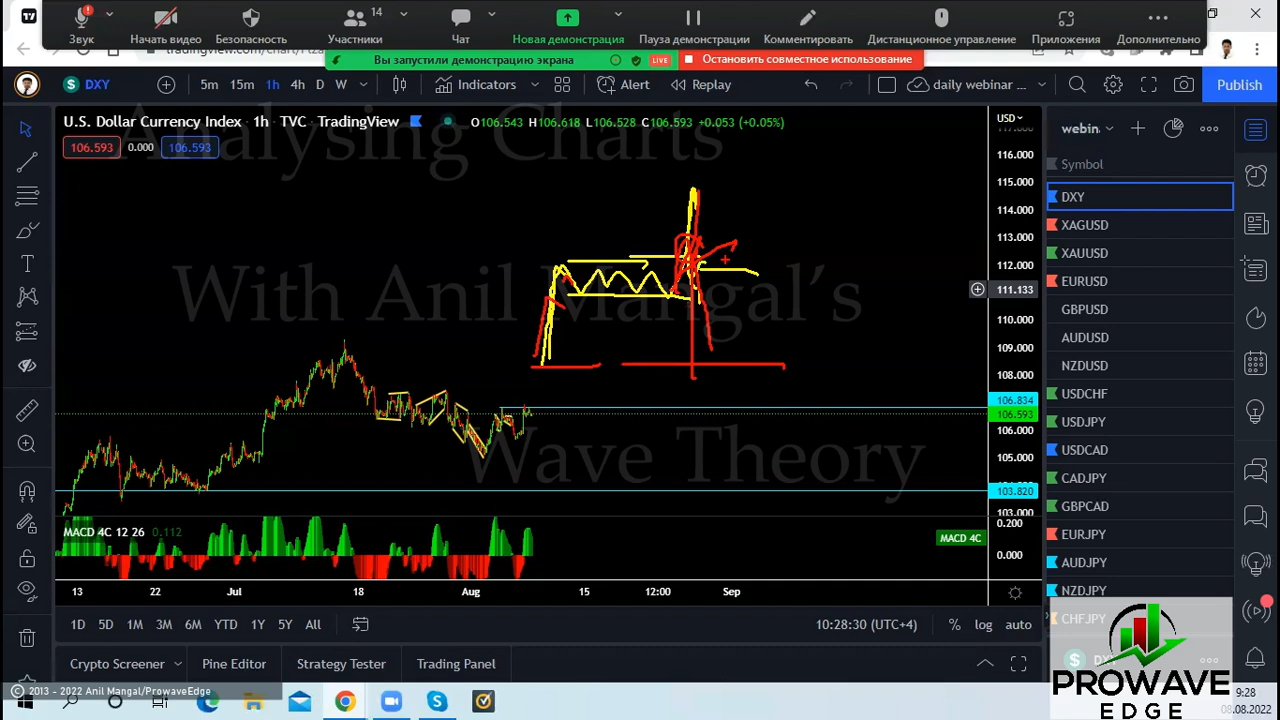 14
Звук
Начать видео
Безопасность
Участники
Чат
Новая демонстрация
Пауза демонстрации
Комментировать
Дистанционное управление
Приложения
Дополнительно
Вы запустили демонстрацию экрана
LIVE
Остановить совместное использование
DXY
5m 15m 1h 4h D W
Indicators
Alert
Replay
daily webinar ...
Publish
U.S. Dollar Currency Index · 1h · TVC · TradingView
O106.543 H106.618 L106.528 C106.593 +0.053 (+0.05%)
106.593 0.000 106.593
USD
Analysing Charts
With Anil Mangal´s
Wave Theory
117.000
116.000
115.000
114.000
113.000
112.000
111.133
110.000
109.000
108.000
106.834
106.593
106.000
105.000
103.820
103.000
MACD 4C 12 26 0.112
MACD 4C
0.200
0.000
13 22 Jul 18 Aug 15 12:00 Sep
1D 5D 1M 3M 6M YTD 1Y 5Y All
10:28:30 (UTC+4)
% log auto
Crypto Screener
Pine Editor
Strategy Tester
Trading Panel
webin
Symbol
DXY
XAGUSD
XAUUSD
EURUSD
GBPUSD
AUDUSD
NZDUSD
USDCHF
USDJPY
USDCAD
CADJPY
GBPCAD
EURJPY
AUDJPY
NZDJPY
CHFJPY
PROWAVE
EDGE
© 2013 - 2022 Anil Mangal/ProwaveEdge
9:28
08.08.2022